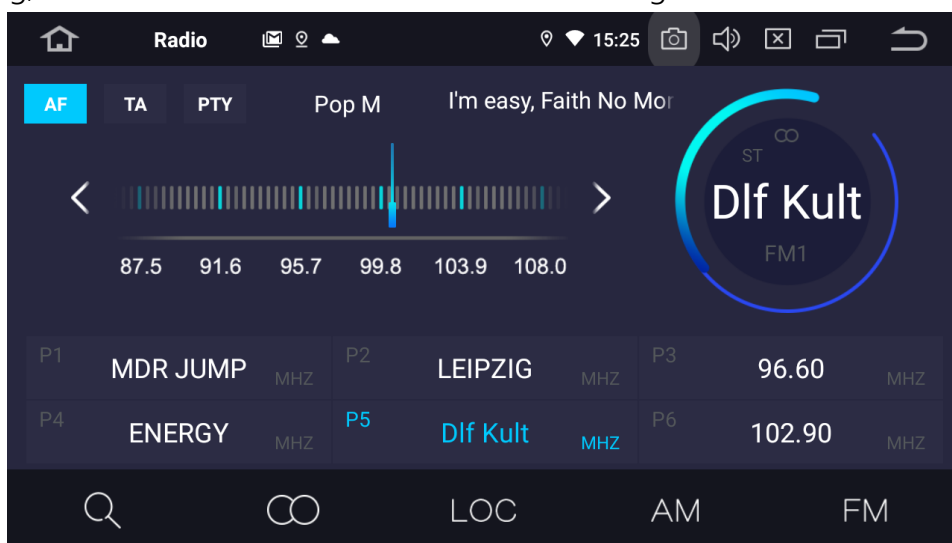 Radio 15:25
AF TA PTY Pop M I'm easy, Faith No Mor
ST
Dlf Kult
FM1
87.5 91.6 95.7 99.8 103.9 108.0
P1 MDR JUMP MHZ P2 LEIPZIG MHZ P3 96.60 MHZ
P4 ENERGY MHZ P5 Dlf Kult MHZ P6 102.90 MHZ
LOC AM FM